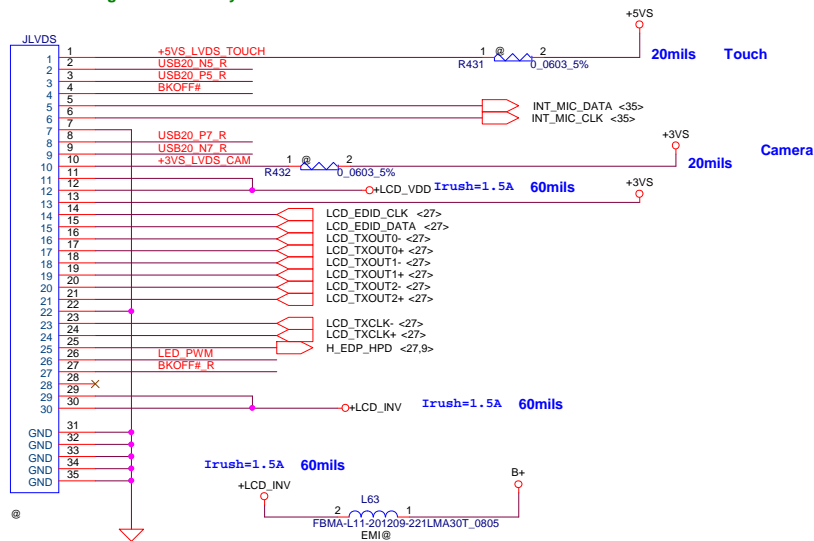 JLVDS
+5VS
1 1 +5VS_LVDS_TOUCH 1 @ 2 20mils Touch
R431 0_0603_5%
2 2 USB20_N5_R
3 3 USB20_P5_R
4 4 BKOFF#
5 5 INT_MIC_DATA <35>
6 6 INT_MIC_CLK <35>
7 7
8 8 USB20_P7_R +3VS
9 9 USB20_N7_R Camera
10 10 +3VS_LVDS_CAM 1 @ 2 20mils
R432 0_0603_5%
11 11
12 12 +LCD_VDD Irush=1.5A 60mils +3VS
13 13
14 14 LCD_EDID_CLK <27>
15 15 LCD_EDID_DATA <27>
16 16 LCD_TXOUT0- <27>
17 17 LCD_TXOUT0+ <27>
18 18 LCD_TXOUT1- <27>
19 19 LCD_TXOUT1+ <27>
20 20 LCD_TXOUT2- <27>
21 21 LCD_TXOUT2+ <27>
22 22
23 23 LCD_TXCLK- <27>
24 24 LCD_TXCLK+ <27>
25 25 H_EDP_HPD <27,9>
26 26 LED_PWM
27 27 BKOFF#_R
28 28
29 29
30 30 +LCD_INV Irush=1.5A 60mils
GND 31
GND 32
GND 33
GND 34
GND 35
@
Irush=1.5A 60mils
+LCD_INV B+
L63
2 1
FBMA-L11-201209-221LMA30T_0805
EMI@